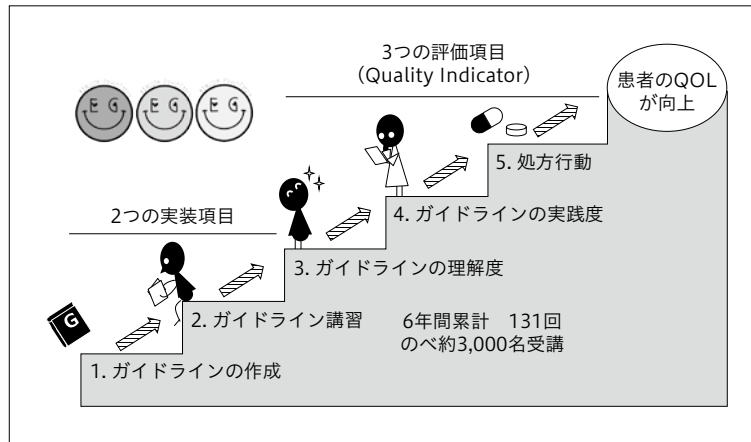 3つの評価項目
（Quality Indicator）
患者のQOL
が向上
E G
E G
E G
5. 処方行動
2つの実装項目
4. ガイドラインの実践度
3. ガイドラインの理解度
G
2. ガイドライン講習
6年間累計　131回
のべ約3,000名受講
1. ガイドラインの作成